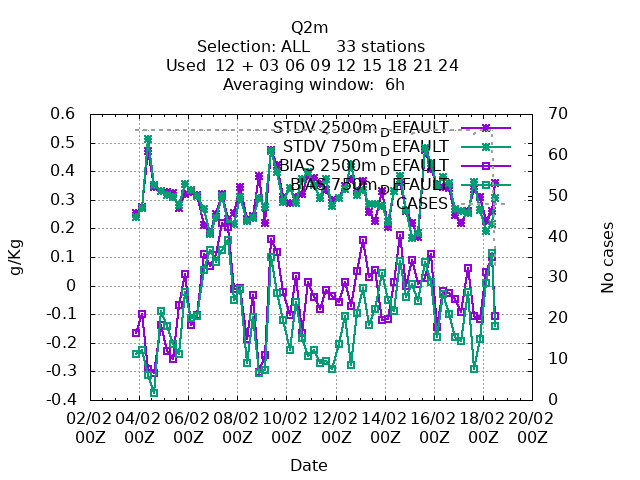 Q2m
Selection: ALL 33 stations
Used 12 + 03 06 09 12 15 18 21 24
Averaging window: 6h
0.6
0.5
0.4
0.3
0.2
0.1
0
-0.1
-0.2
-0.3
-0.4
g/Kg
STDV 2500m_DEFAULT
STDV 750m_DEFAULT
BIAS 2500m_DEFAULT
BIAS 750m_DEFAULT
CASES
70
60
50
40
30
20
10
0
No cases
02/02 04/02 06/02 08/02 10/02 12/02 14/02 16/02 18/02 20/02
00Z 00Z 00Z 00Z 00Z 00Z 00Z 00Z 00Z 00Z
Date